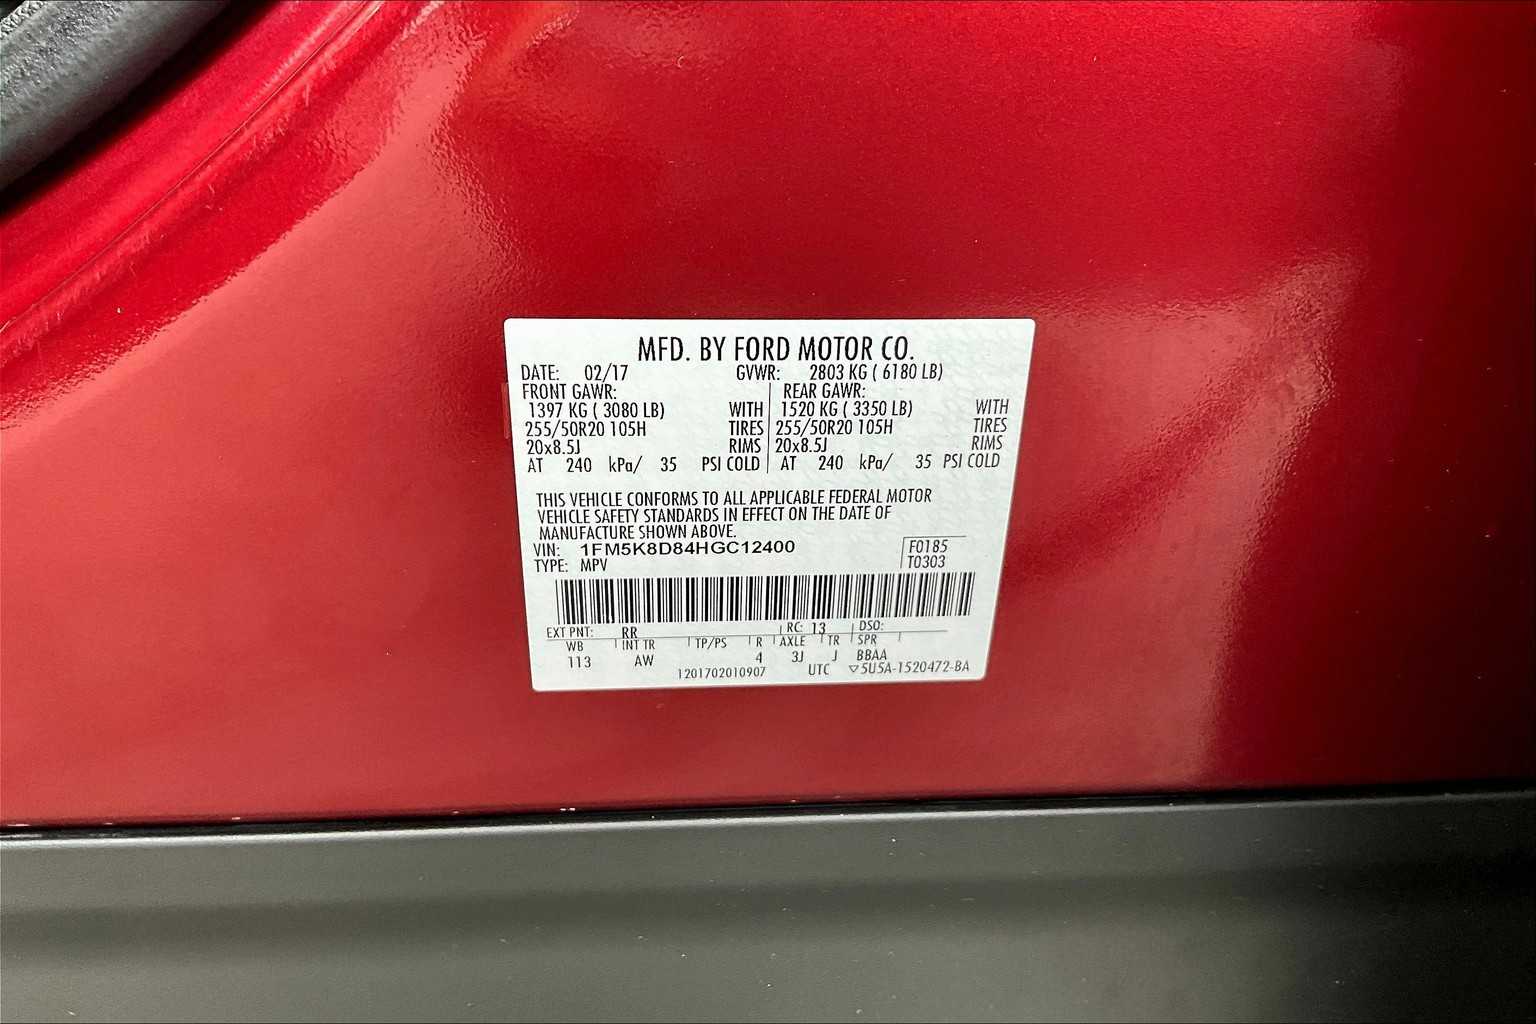 MFD. BY FORD MOTOR CO.
DATE: 02/17 GVWR: 2803 KG ( 6180 LB)
FRONT GAWR: REAR GAWR:
1397 KG ( 3080 LB) WITH 1520 KG ( 3350 LB) WITH
255/50R20 105H TIRES 255/50R20 105H TIRES
20x8.5J RIMS 20x8.5J RIMS
AT 240 kPa/ 35 PSI COLD AT 240 kPa/ 35 PSI COLD
THIS VEHICLE CONFORMS TO ALL APPLICABLE FEDERAL MOTOR
VEHICLE SAFETY STANDARDS IN EFFECT ON THE DATE OF
MANUFACTURE SHOWN ABOVE.
VIN: 1FM5K8D84HGC12400 F0185
TYPE: MPV T0303
EXT PNT: RR RC: 13 DSO:
WB INT TR TP/PS R AXLE TR SPR
113 AW 4 3J J BBAA
1201702010907 UTC ▽5U5A-1520472-BA